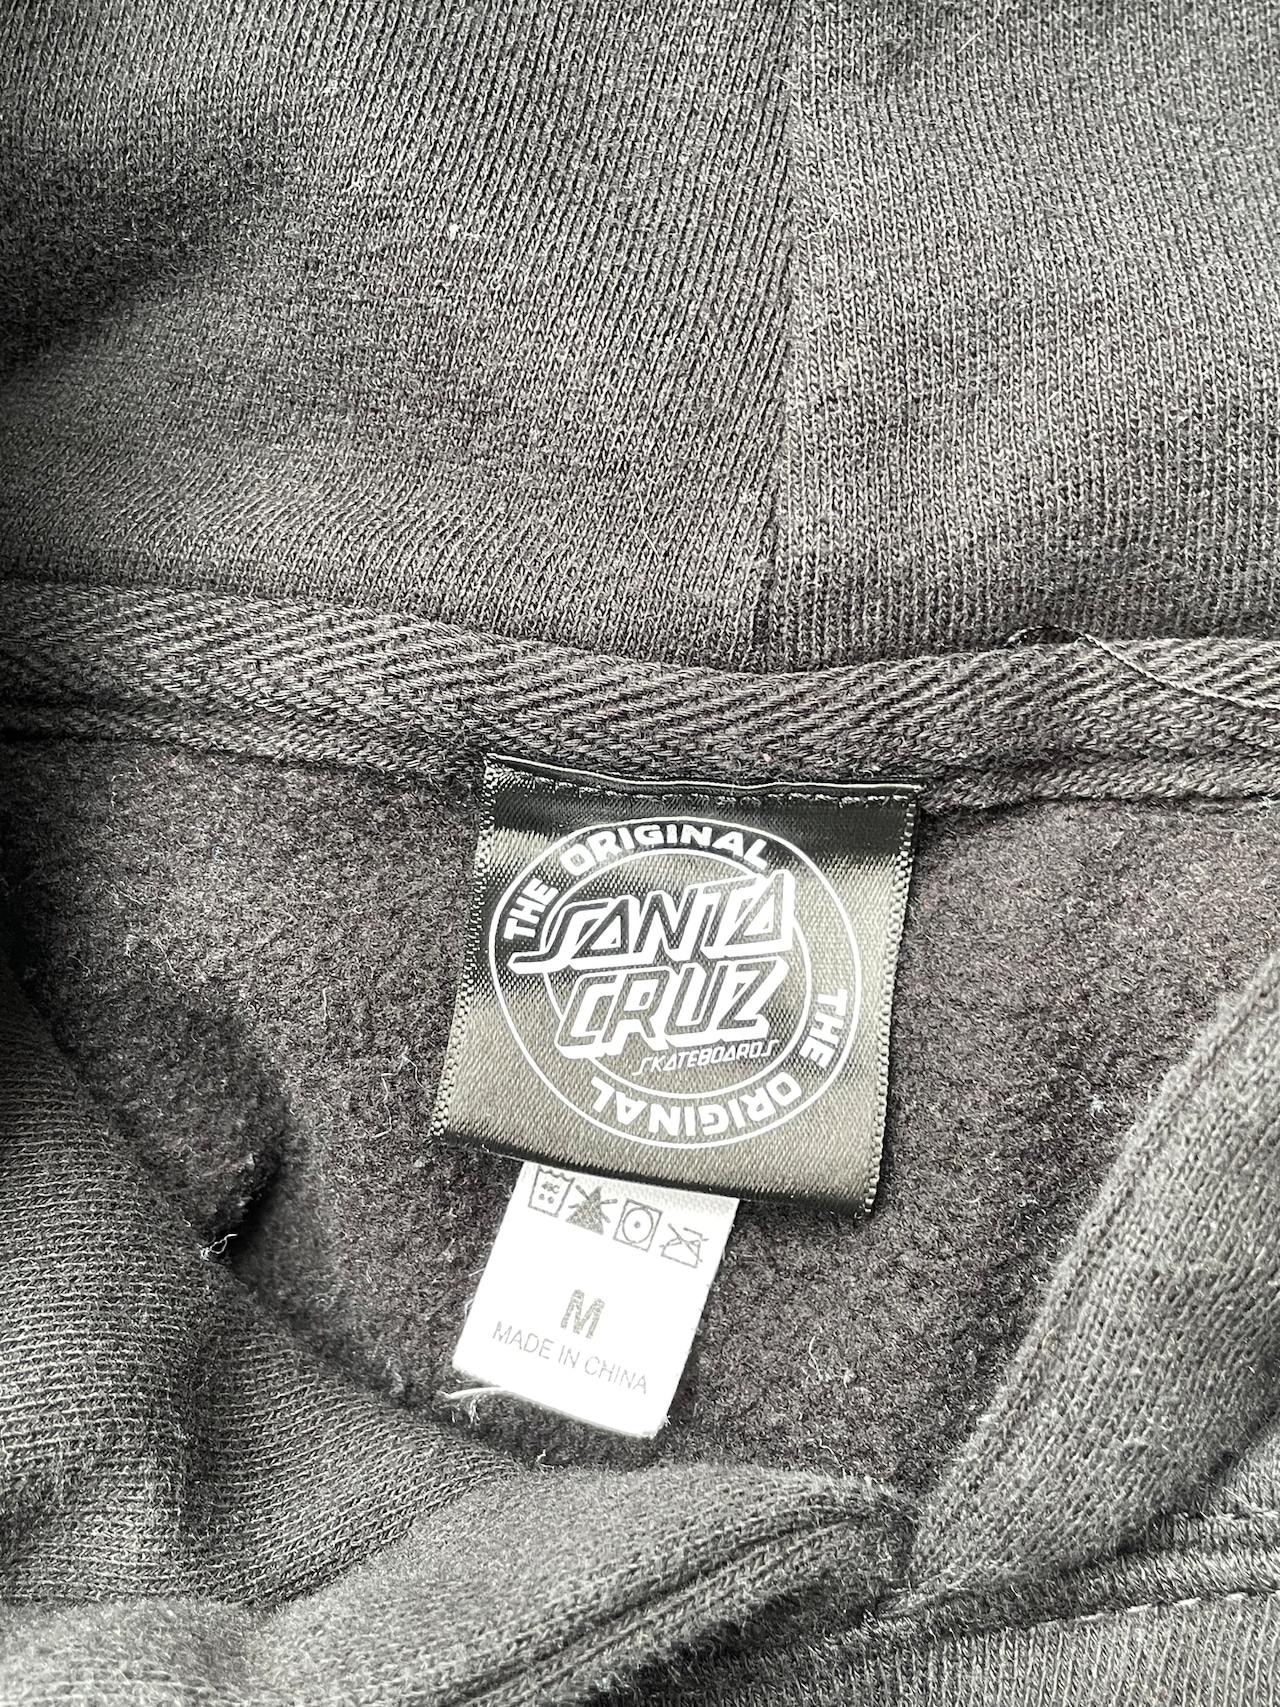 THE ORIGINAL
SANTA
CRUZ
SKATEBOARDS
THE ORIGINAL
M
MADE IN CHINA